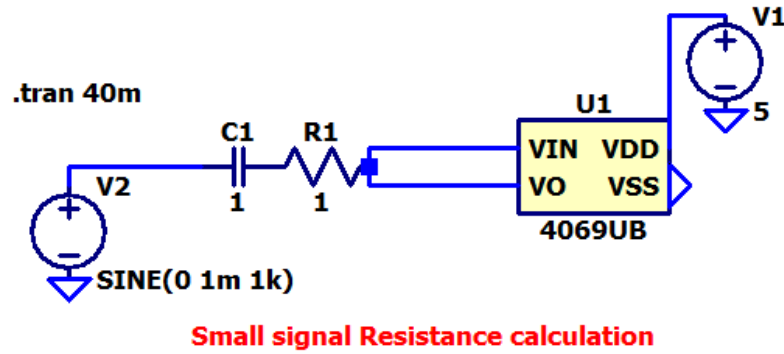 V1
.tran 40m
U1
5
C1
R1
VIN
VDD
V2
VO
VSS
1
1
4069UB
SINE(0 1m 1k)
Small signal Resistance calculation